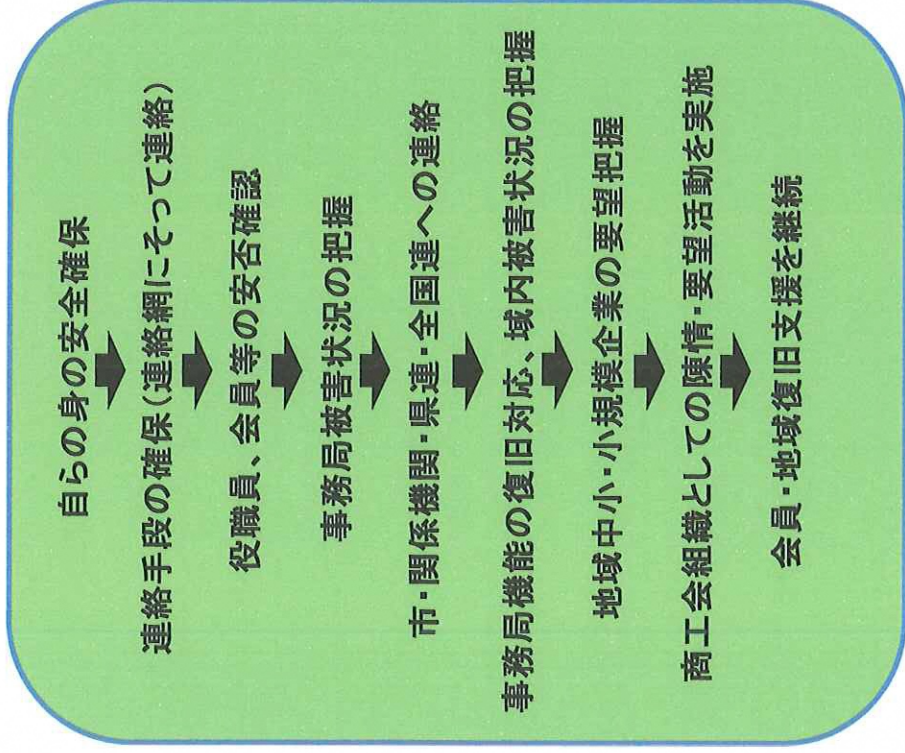 自らの身の安全確保
連絡手段の確保(連絡網にそって連絡)
役職員、会員等の安否確認
事務局被害状況の把握
市・関係機関・県連・全国連への連絡
事務局機能の復旧対応、域内被害状況の把握
地域中小・小規模企業の要望把握
商工会組織としての陳情・要望活動を実施
会員・地域復旧支援を継続